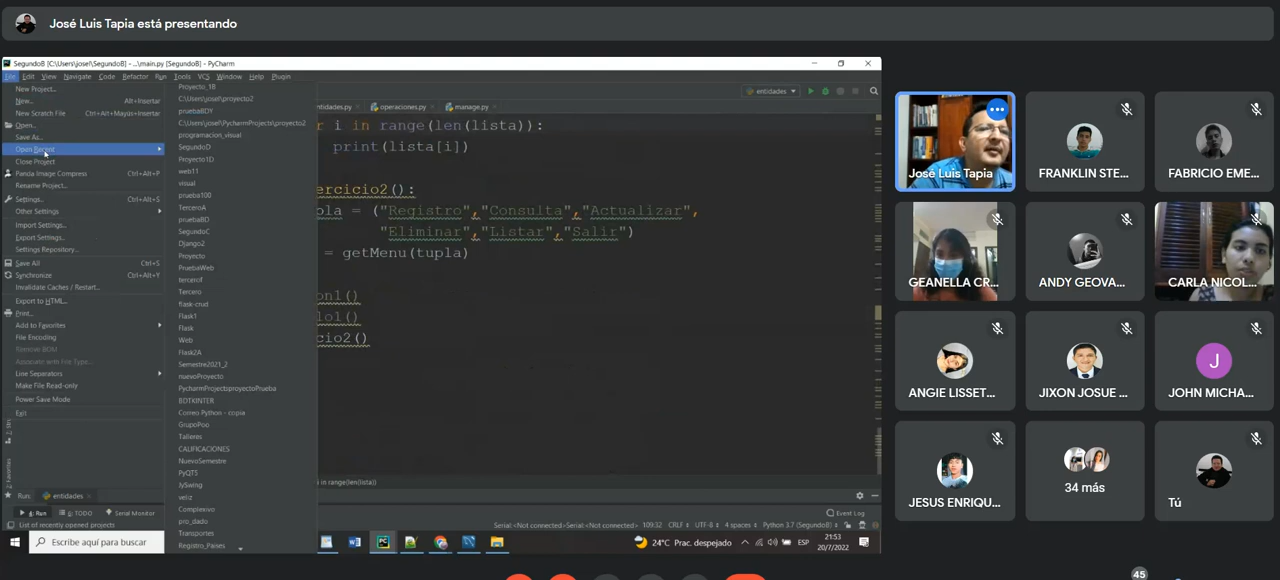 José Luis Tapia está presentando
SegundoB [C:\Users\josel\SegundoB] - ...\main.py [SegundoB] - PyCharm
File Edit View Navigate Code Refactor Run Tools VCS Window Help Plugin
New Project...
New... Alt+Insertar
New Scratch File Ctrl+Alt+Mayús+Insertar
Open...
Save As...
Open Recent
Close Project
Panda Image Compress Ctrl+Alt+P
Rename Project...
Settings... Ctrl+Alt+S
Other Settings
Import Settings...
Export Settings...
Settings Repository...
Save All Ctrl+S
Synchronize Ctrl+Alt+Y
Invalidate Caches / Restart...
Export to HTML...
Print...
Add to Favorites
File Encoding
Remove BOM
Associate with File Type...
Line Separators
Make File Read-only
Power Save Mode
Exit
Proyecto_18
C:\Users\josel\proyecto2
pruebaBDY
C:\Users\josel\PycharmProjects\proyecto2
programacion_visual
SegundoD
Proyecto1D
web11
visual
prueba100
TerceroA
pruebaBD
SegundoC
Django2
Proyecto
PruebaWeb
tercerof
Tercero
flask-crud
Flask1
Flask
Web
Flask2A
Semestre2021_2
nuevoProyecto
PycharmProjectsproyectoPrueba
BDTKINTER
Correo Python - copia
GrupoPoo
Talleres
CALIFICACIONES
NuevoSemestre
PyQT5
JySwing
veliz
Complexivo
pro_dado
Transportes
Registro_Paises
ntidades.py operaciones.py manage.py
entidades
r i in range(len(lista)):
print(lista[i])
ercicio2():
ola = ("Registro","Consulta","Actualizar",
"Eliminar","Listar","Salir")
= getMenu(tupla)
on1()
lo1()
cio2()
i in range(len(lista))
Run: entidades
4: Run 6: TODO Serial Monitor Event Log
List of recently opened projects
Serial:<Not connected>Serial:<Not connected> 109:32 CRLF UTF-8 4 spaces Python 3.7 (SegundoB)
Escribe aquí para buscar
24°C Prac. despejado
ESP
21:53
20/7/2022
José Luis Tapia
FRANKLIN STE...
FABRICIO EME...
GEANELLA CR...
ANDY GEOVA...
CARLA NICOL...
ANGIE LISSET...
JIXON JOSUE ...
J
JOHN MICHA...
JESUS ENRIQU...
34 más
Tú
45